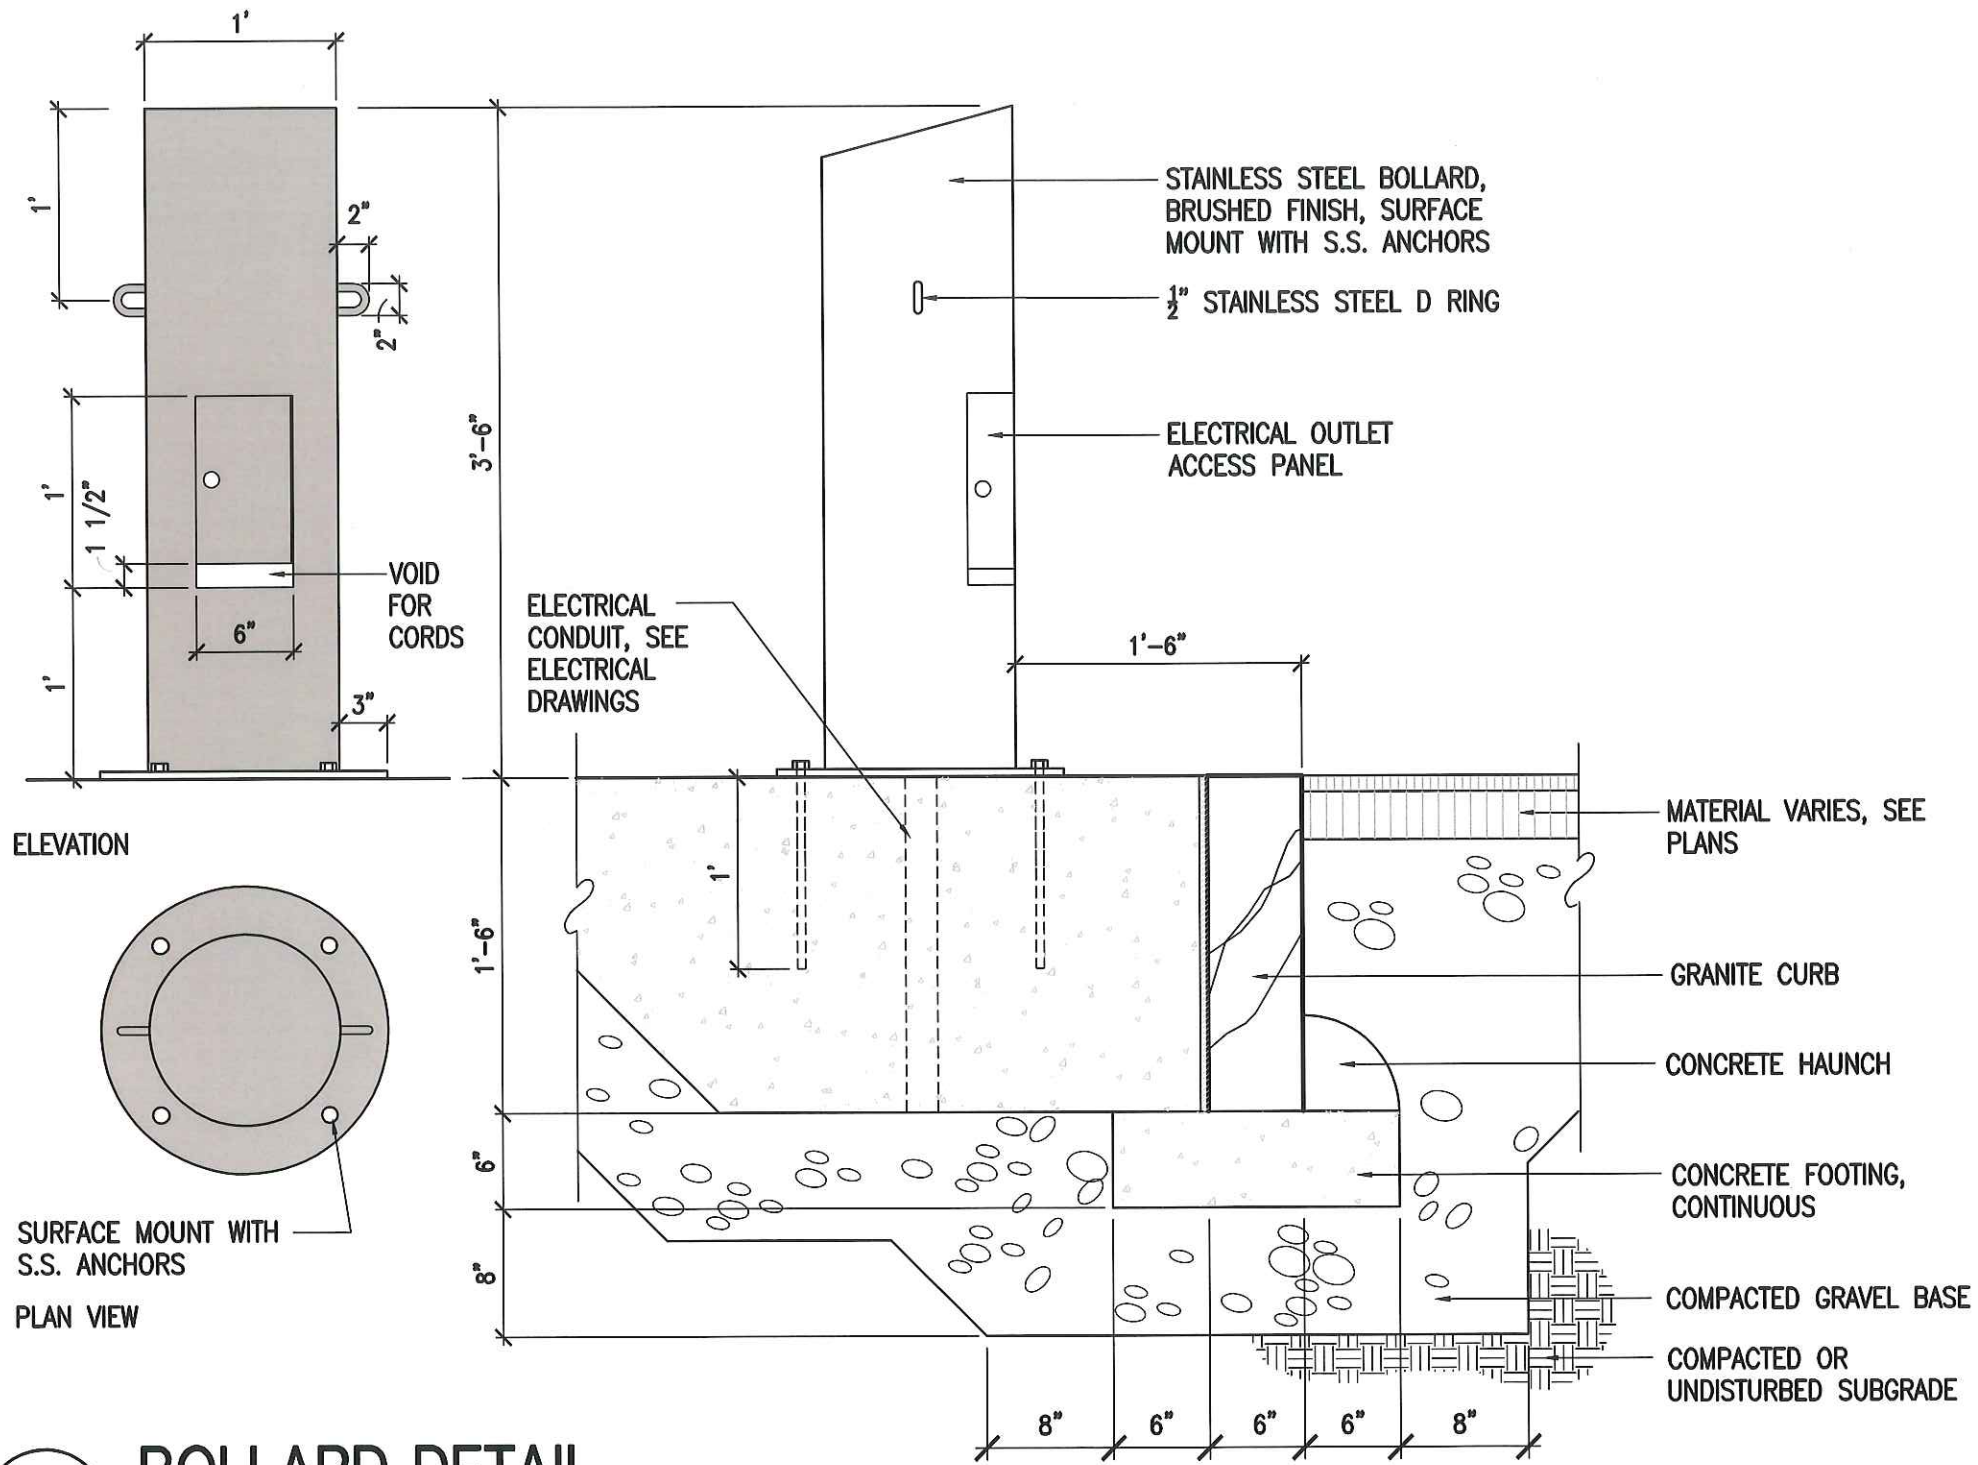 1'
1'
2"
2"
STAINLESS STEEL BOLLARD,
BRUSHED FINISH, SURFACE
MOUNT WITH S.S. ANCHORS
1/2" STAINLESS STEEL D RING
3'-6"
ELECTRICAL OUTLET
ACCESS PANEL
1'
1 1/2"
VOID
FOR
CORDS
6"
1'
3"
ELECTRICAL
CONDUIT, SEE
ELECTRICAL
DRAWINGS
1'-6"
ELEVATION
1'
1'-6"
MATERIAL VARIES, SEE
PLANS
GRANITE CURB
CONCRETE HAUNCH
6"
CONCRETE FOOTING,
CONTINUOUS
SURFACE MOUNT WITH
S.S. ANCHORS
PLAN VIEW
8"
COMPACTED GRAVEL BASE
COMPACTED OR
UNDISTURBED SUBGRADE
8" 6" 6" 6" 8"
BOLLARD DETAIL